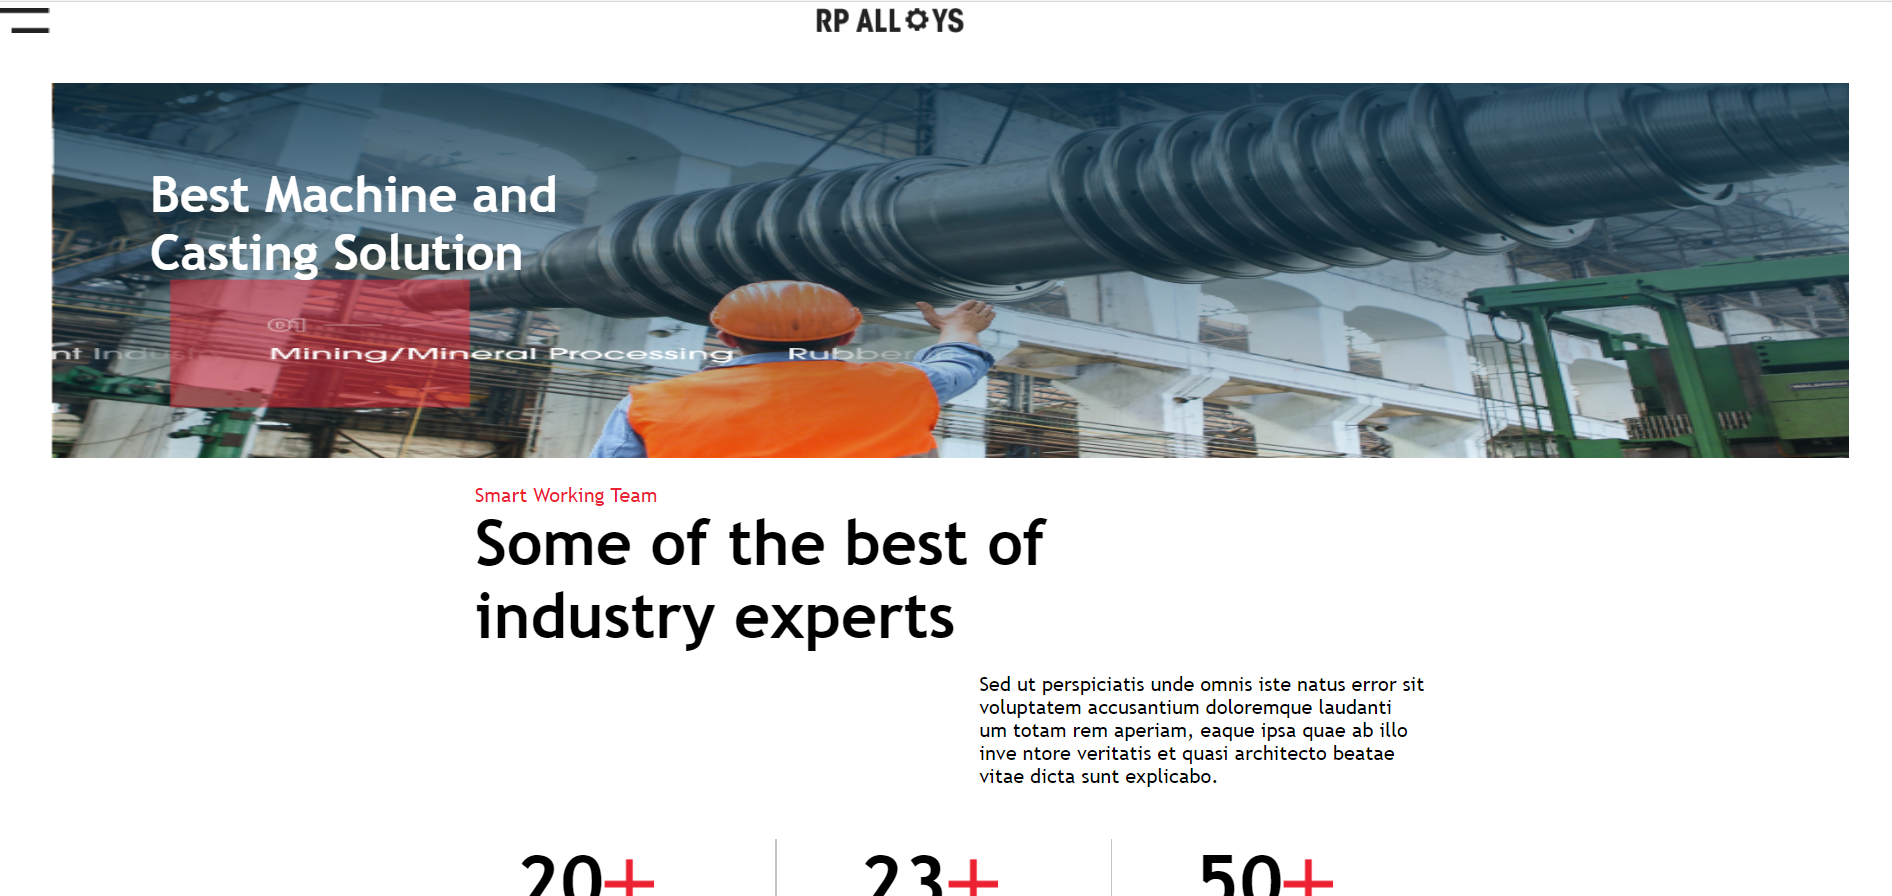 RP ALLOYS
Best Machine and
Casting Solution
01
Mining/Mineral Processing Rubber
Smart Working Team
Some of the best of
industry experts
Sed ut perspiciatis unde omnis iste natus error sit
voluptatem accusantium doloremque laudanti
um totam rem aperiam, eaque ipsa quae ab illo
inve ntore veritatis et quasi architecto beatae
vitae dicta sunt explicabo.
20+ 23+ 50+